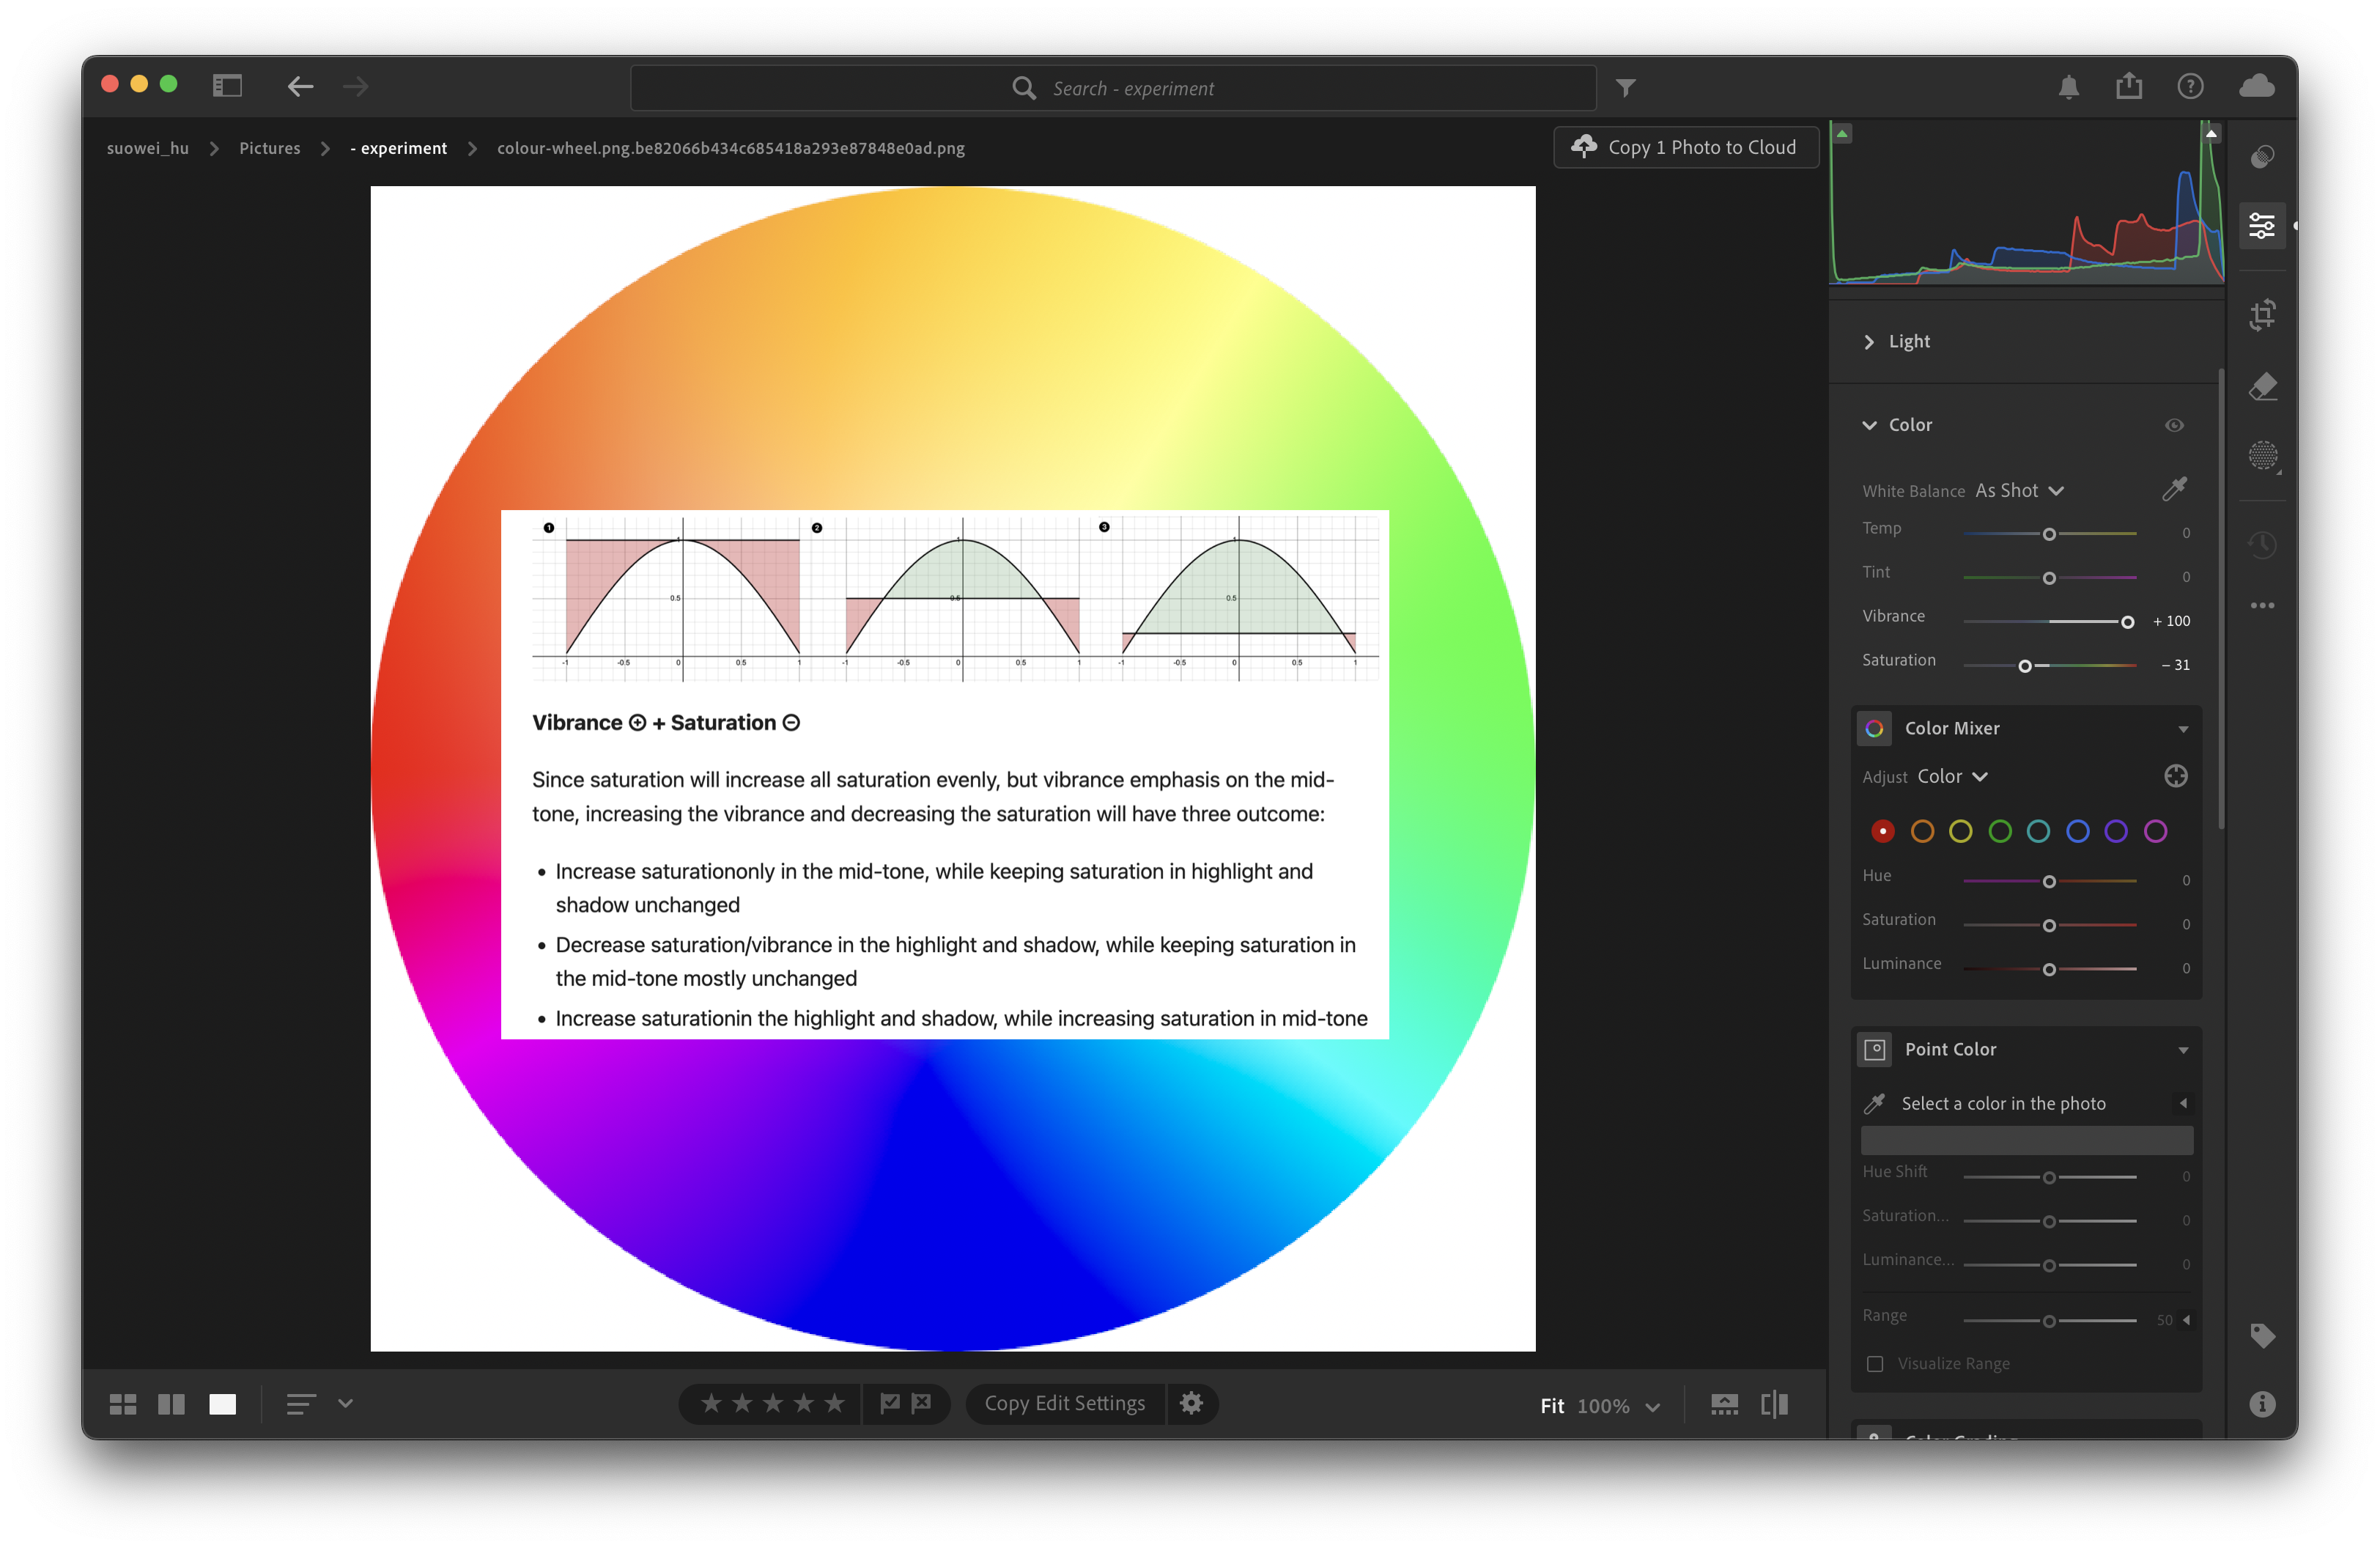 Search - experiment
suowei_hu
Pictures
- experiment
colour-wheel.png.be82066b434c685418a293e87848e0ad.png
Copy 1 Photo to Cloud
1
2
3
1
0.5
-1 -0.5 0 0.5 1
1
0.5
-1 -0.5 0 0.5 1
1
0.5
-1 -0.5 0 0.5 1
Vibrance ⊕ + Saturation ⊖
Since saturation will increase all saturation evenly, but vibrance emphasis on the mid-
tone, increasing the vibrance and decreasing the saturation will have three outcome:
• Increase saturationonly in the mid-tone, while keeping saturation in highlight and
shadow unchanged
• Decrease saturation/vibrance in the highlight and shadow, while keeping saturation in
the mid-tone mostly unchanged
• Increase saturationin the highlight and shadow, while increasing saturation in mid-tone
Light
Color
White Balance As Shot
Temp 0
Tint 0
Vibrance + 100
Saturation – 31
Color Mixer
Adjust Color
Hue 0
Saturation 0
Luminance 0
Point Color
Select a color in the photo
Hue Shift 0
Saturation... 0
Luminance... 0
Range 50
Visualize Range
Color Grading
Copy Edit Settings
Fit 100%